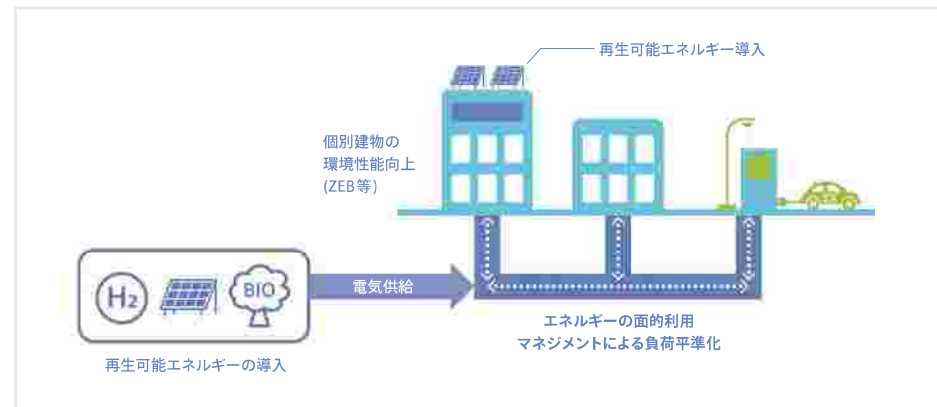 再生可能エネルギー導入
個別建物の
環境性能向上
(ZEB等)
H2
BIO
電気供給
エネルギーの面的利用
マネジメントによる負荷平準化
再生可能エネルギーの導入